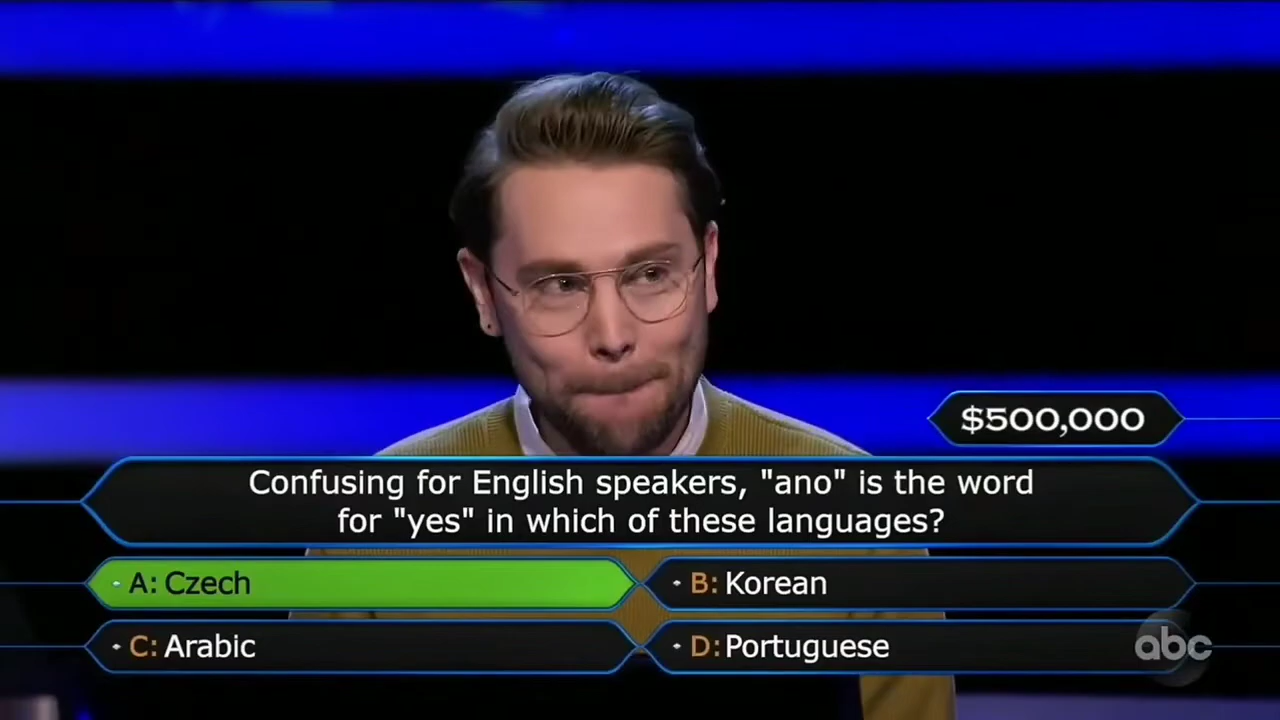 $500,000
Confusing for English speakers, "ano" is the word
for "yes" in which of these languages?
A: Czech
B: Korean
C: Arabic
D: Portuguese
abc